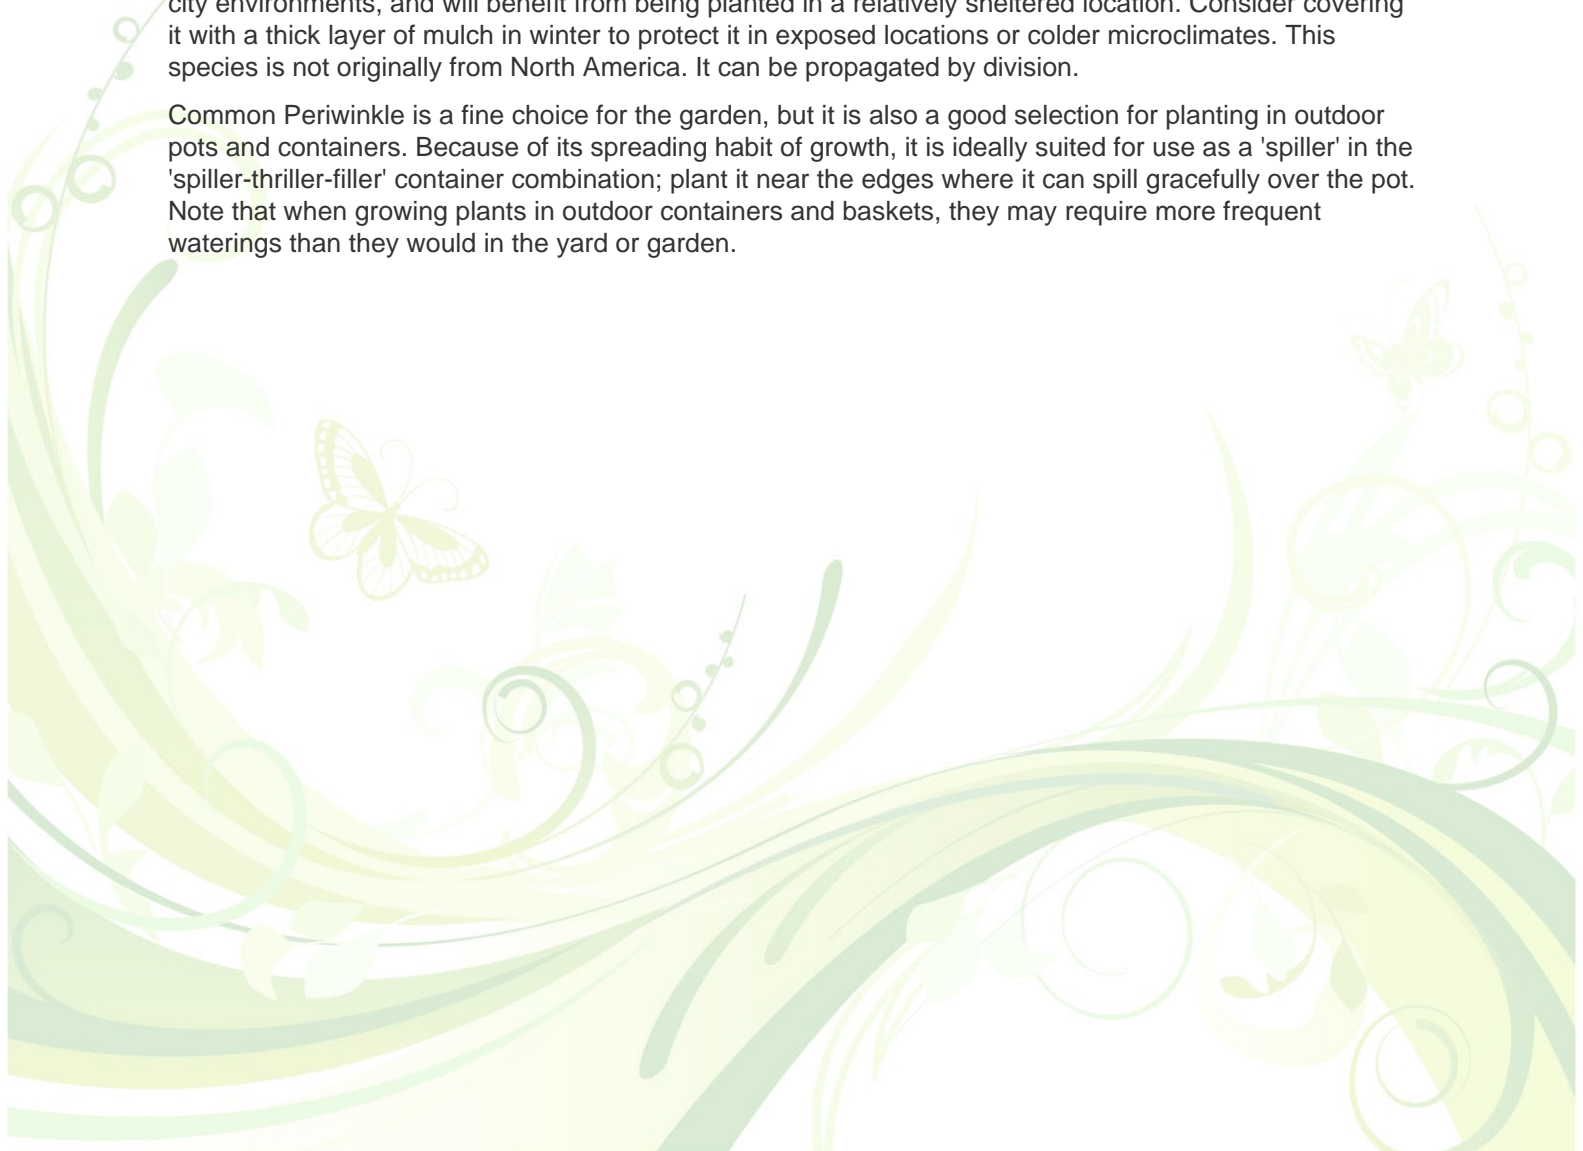 city environments, and will benefit from being planted in a relatively sheltered location. Consider covering
it with a thick layer of mulch in winter to protect it in exposed locations or colder microclimates. This
species is not originally from North America. It can be propagated by division.
Common Periwinkle is a fine choice for the garden, but it is also a good selection for planting in outdoor
pots and containers. Because of its spreading habit of growth, it is ideally suited for use as a 'spiller' in the
'spiller-thriller-filler' container combination; plant it near the edges where it can spill gracefully over the pot.
Note that when growing plants in outdoor containers and baskets, they may require more frequent
waterings than they would in the yard or garden.